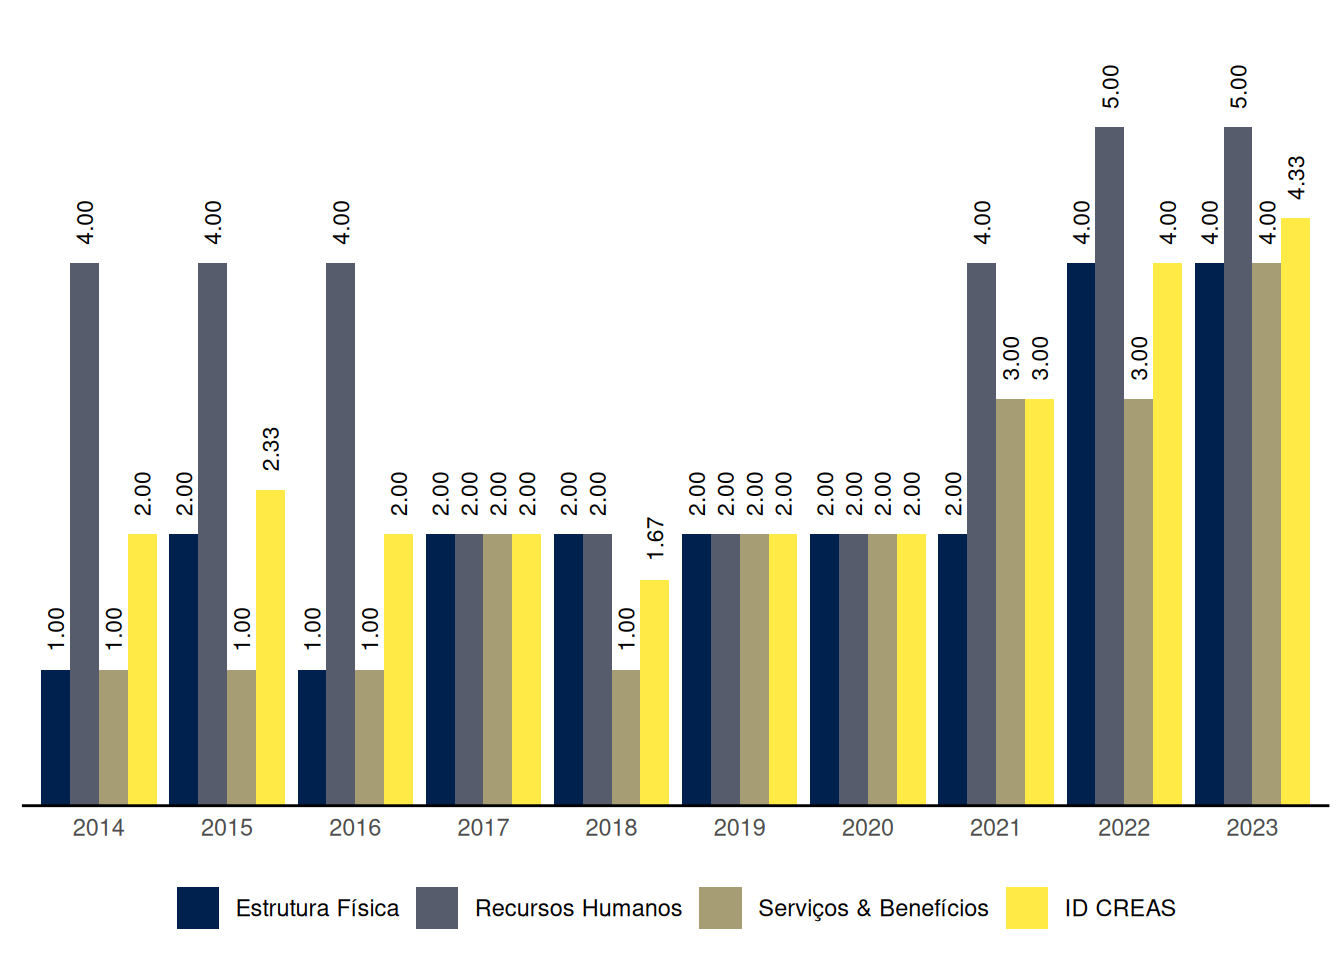 5.00 5.00
4.33
4.00 4.00 4.00 4.00 4.00 4.00 4.00 4.00
3.00 3.00 3.00
2.33
2.00 2.00 2.00 2.00 2.00 2.00 2.00 2.00 2.00 2.00 2.00 2.00 2.00 2.00 2.00 2.00 2.00 2.00
1.67
1.00 1.00 1.00 1.00 1.00 1.00
2014 2015 2016 2017 2018 2019 2020 2021 2022 2023
Estrutura Física Recursos Humanos Serviços & Benefícios ID CREAS